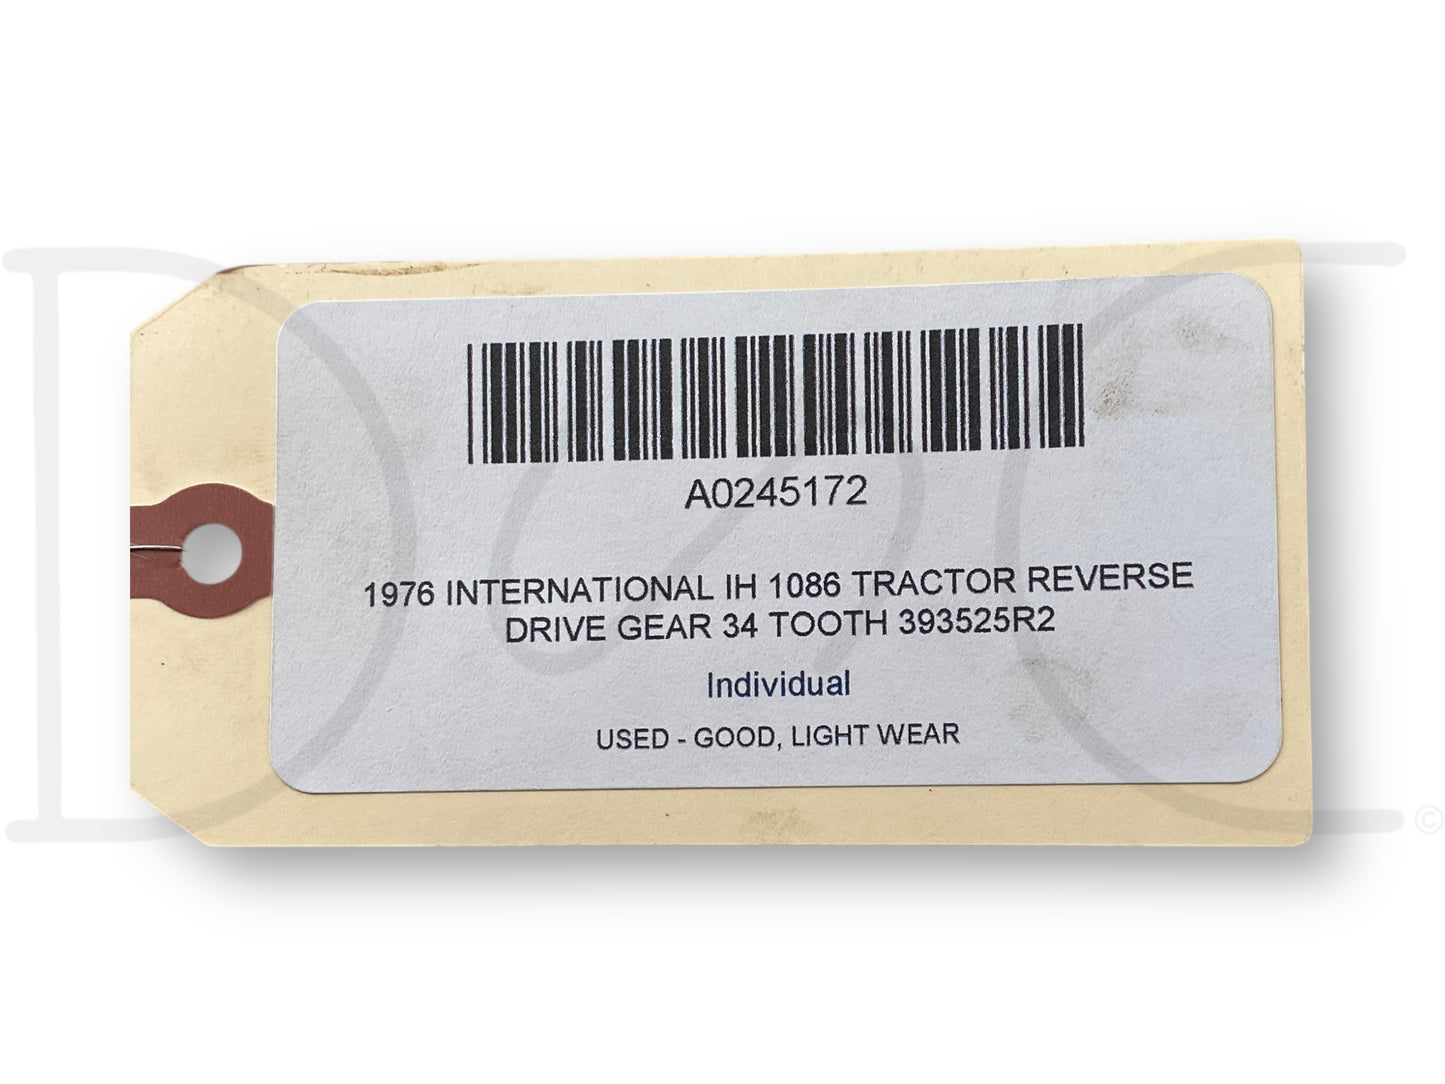 A0245172
1976 INTERNATIONAL IH 1086 TRACTOR REVERSE
DRIVE GEAR 34 TOOTH 393525R2
Individual
USED - GOOD, LIGHT WEAR
©